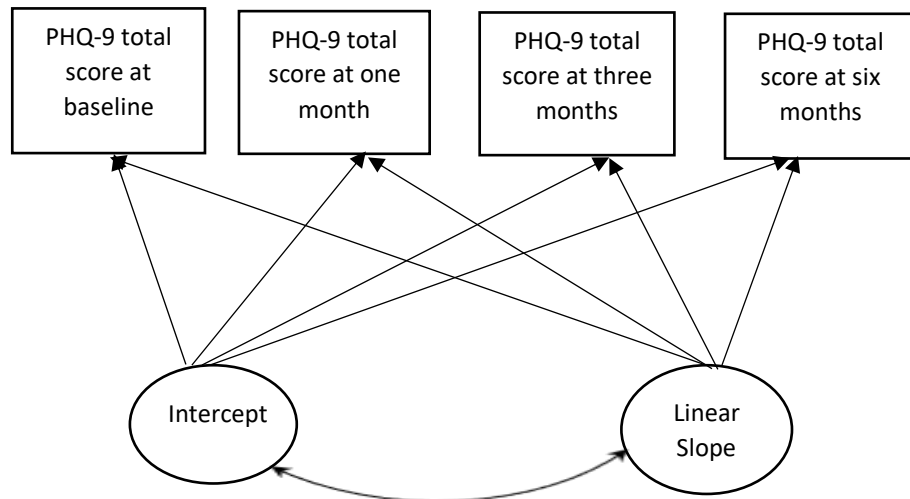 PHQ-9 total
score at
baseline
PHQ-9 total
score at one
month
PHQ-9 total
score at three
months
PHQ-9 total
score at six
months
Intercept
Linear
Slope